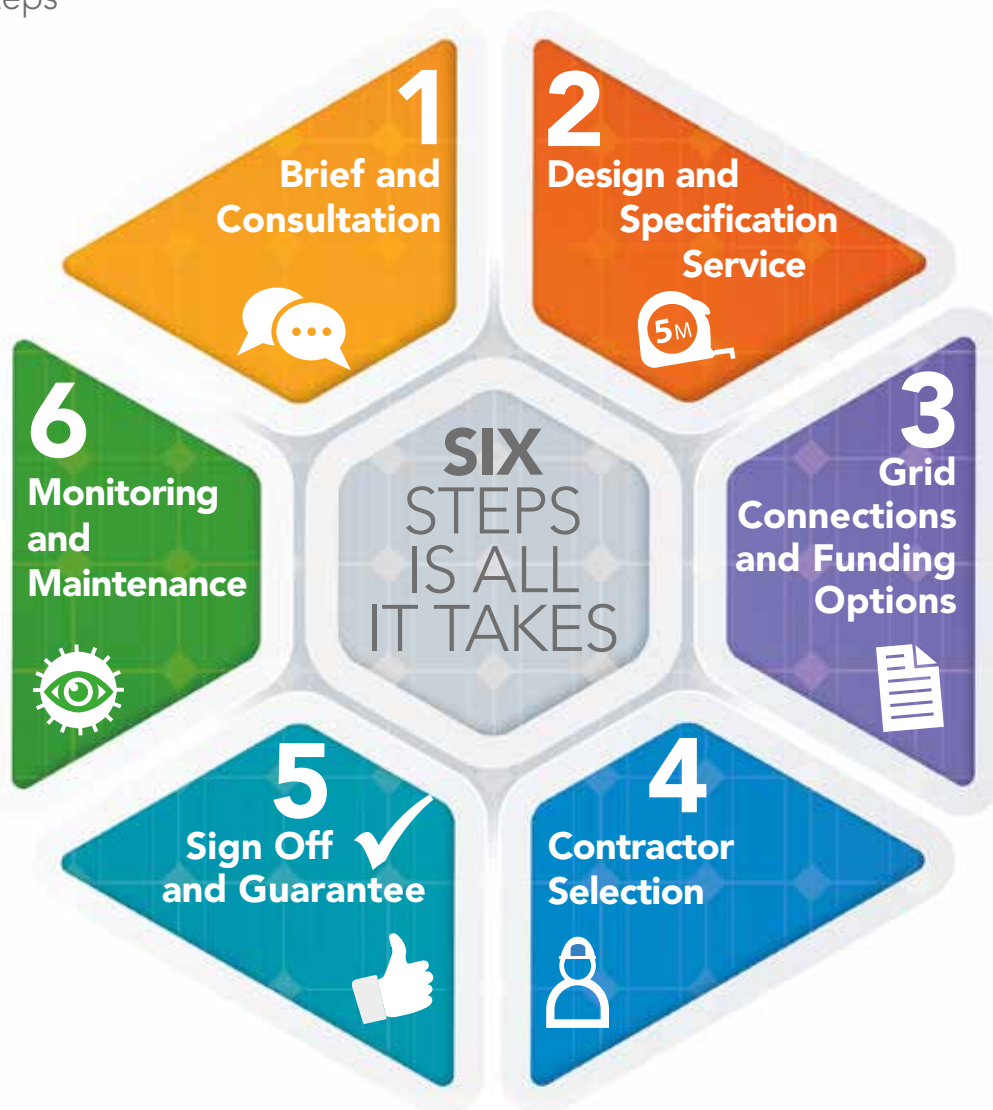 1
Brief and
Consultation
2
Design and
Specification
Service
5M
3
Grid
Connections
and Funding
Options
4
Contractor
Selection
5
Sign Off
and Guarantee
6
Monitoring
and
Maintenance
SIX
STEPS
IS ALL
IT TAKES